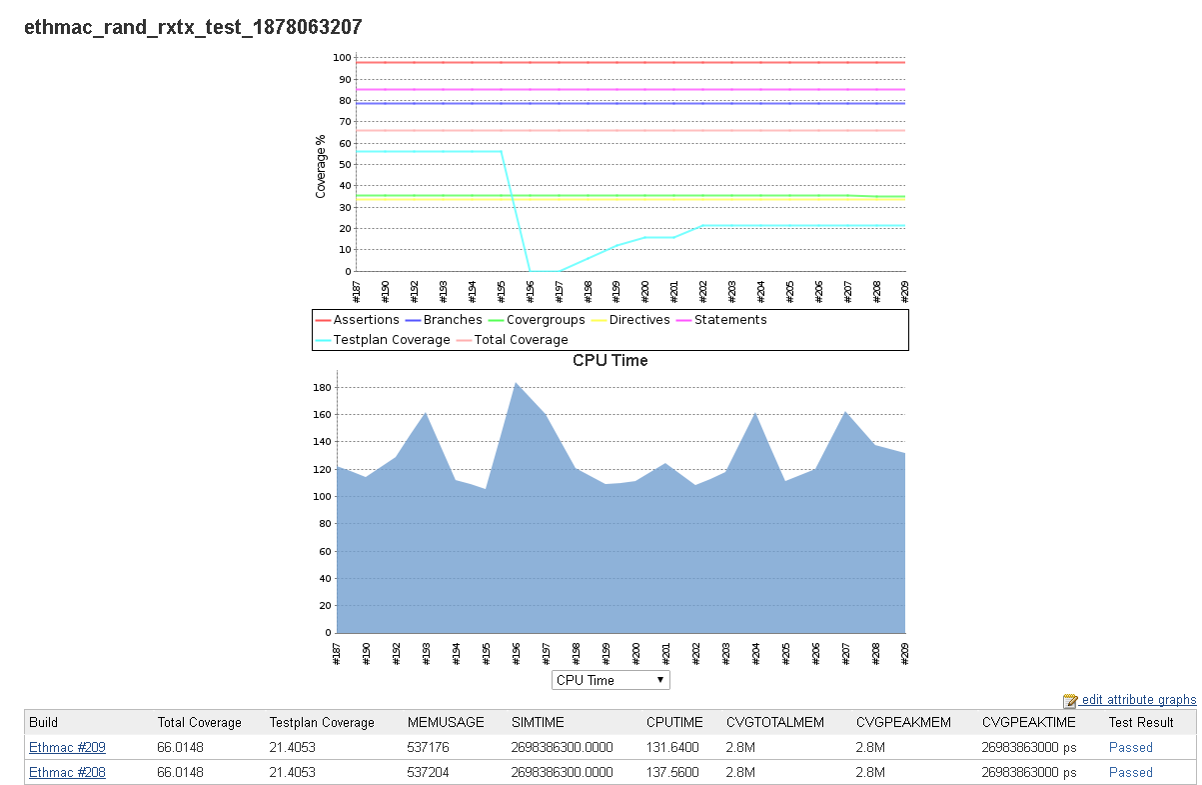 ethmac_rand_rxtx_test_1878063207
100
90
80
70
60
50
40
30
20
10
0
Coverage %
#187 #190 #192 #193 #194 #195 #196 #197 #198 #199 #200 #201 #202 #203 #204 #205 #206 #207 #208 #209
Assertions Branches Covergroups Directives Statements
Testplan Coverage Total Coverage
CPU Time
180
160
140
120
100
80
60
40
20
0
#187 #190 #192 #193 #194 #195 #196 #197 #198 #199 #200 #201 #202 #203 #204 #205 #206 #207 #208 #209
CPU Time
edit attribute graphs
Build Total Coverage Testplan Coverage MEMUSAGE SIMTIME CPUTIME CVGTOTALMEM CVGPEAKMEM CVGPEAKTIME Test Result
Ethmac #209 66.0148 21.4053 537176 2698386300.0000 131.6400 2.8M 2.8M 26983863000 ps Passed
Ethmac #208 66.0148 21.4053 537204 2698386300.0000 137.5600 2.8M 2.8M 26983863000 ps Passed